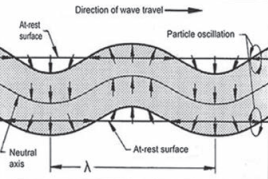 Direction of wave travel
At-rest
surface
Particle oscillation
Neutral
axis
λ
At-rest surface